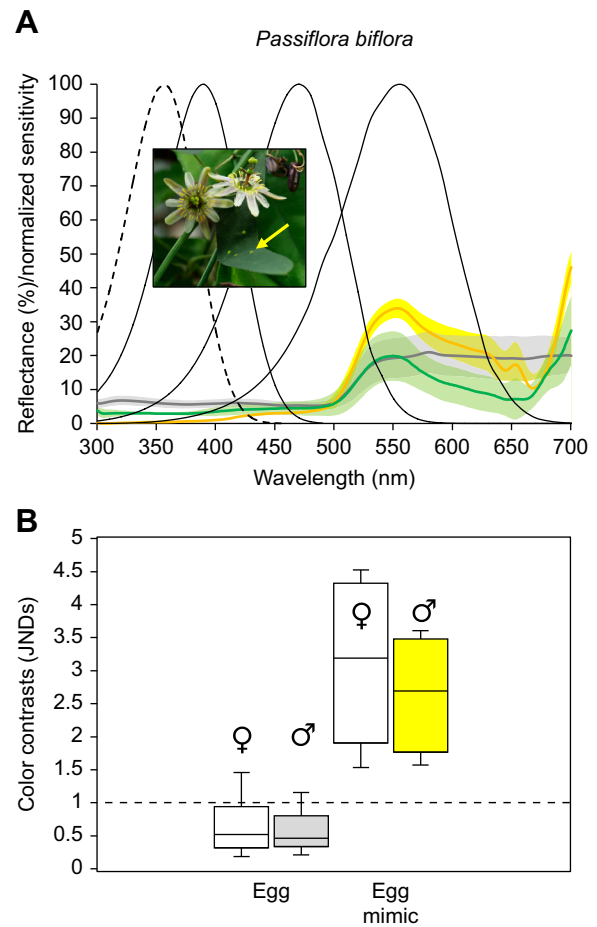 A
Passiflora biflora
Reflectance (%)/normalized sensitivity
100
90
80
70
60
50
40
30
20
10
0
300 350 400 450 500 550 600 650 700
Wavelength (nm)
B
Color contrasts (JNDs)
5
4.5
4
3.5
3
2.5
2
1.5
1
0.5
0
♀ ♂
♀ ♂
Egg Egg
mimic